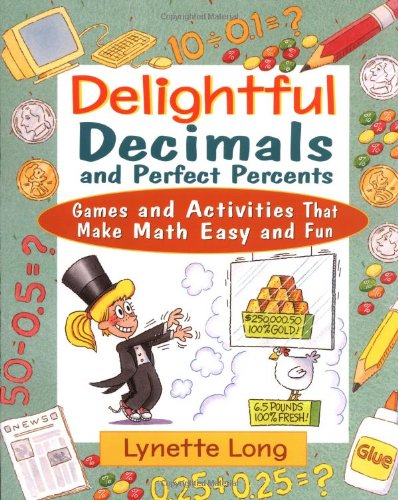 10÷0.1=?
Delightful
Decimals
and Perfect Percents
Games and Activities That
Make Math Easy and Fun
50-0.5=?
$250,000.50
100% GOLD!
6.5 POUNDS
100% FRESH!
NEWS
Lynette Long
Glue
0.25+0.25=?